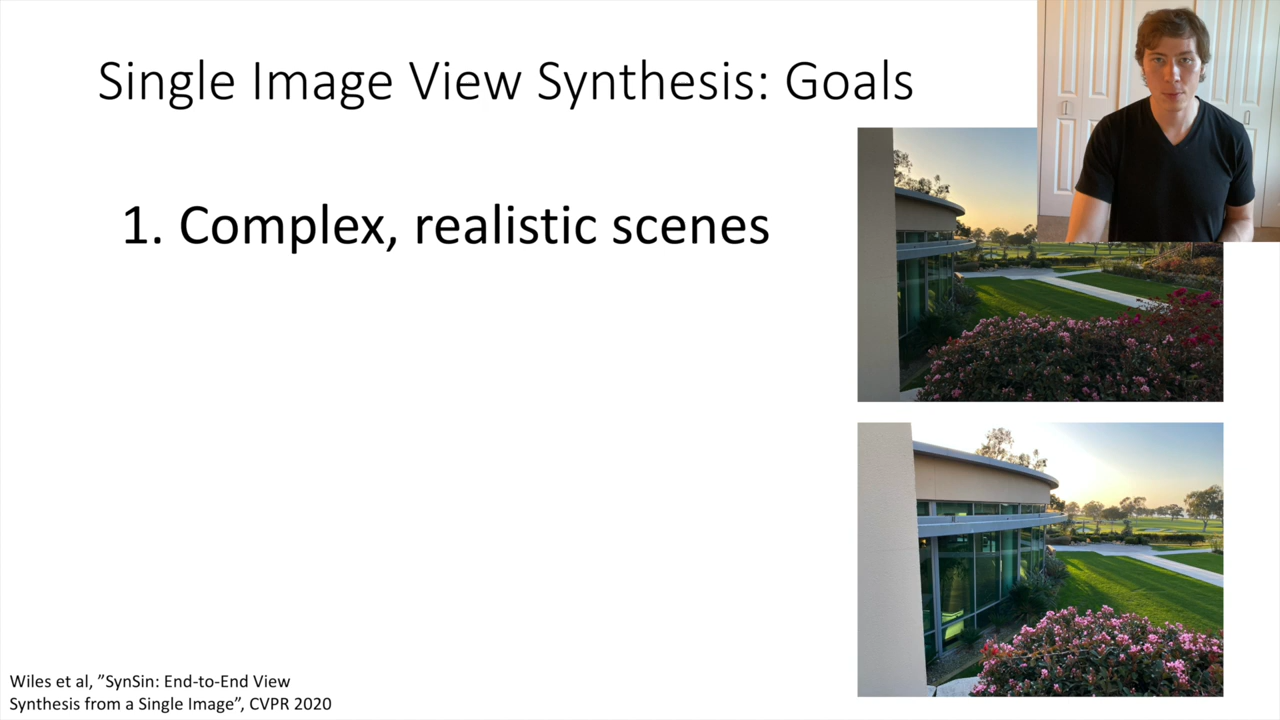 Single Image View Synthesis: Goals
1. Complex, realistic scenes
Wiles et al, ”SynSin: End-to-End View
Synthesis from a Single Image”, CVPR 2020